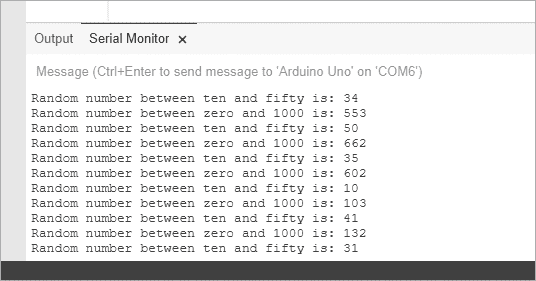 Output Serial Monitor ×
Message (Ctrl+Enter to send message to 'Arduino Uno' on 'COM6')
Random number between ten and fifty is: 34
Random number between zero and 1000 is: 553
Random number between ten and fifty is: 50
Random number between zero and 1000 is: 662
Random number between ten and fifty is: 35
Random number between zero and 1000 is: 602
Random number between ten and fifty is: 10
Random number between zero and 1000 is: 103
Random number between ten and fifty is: 41
Random number between zero and 1000 is: 132
Random number between ten and fifty is: 31